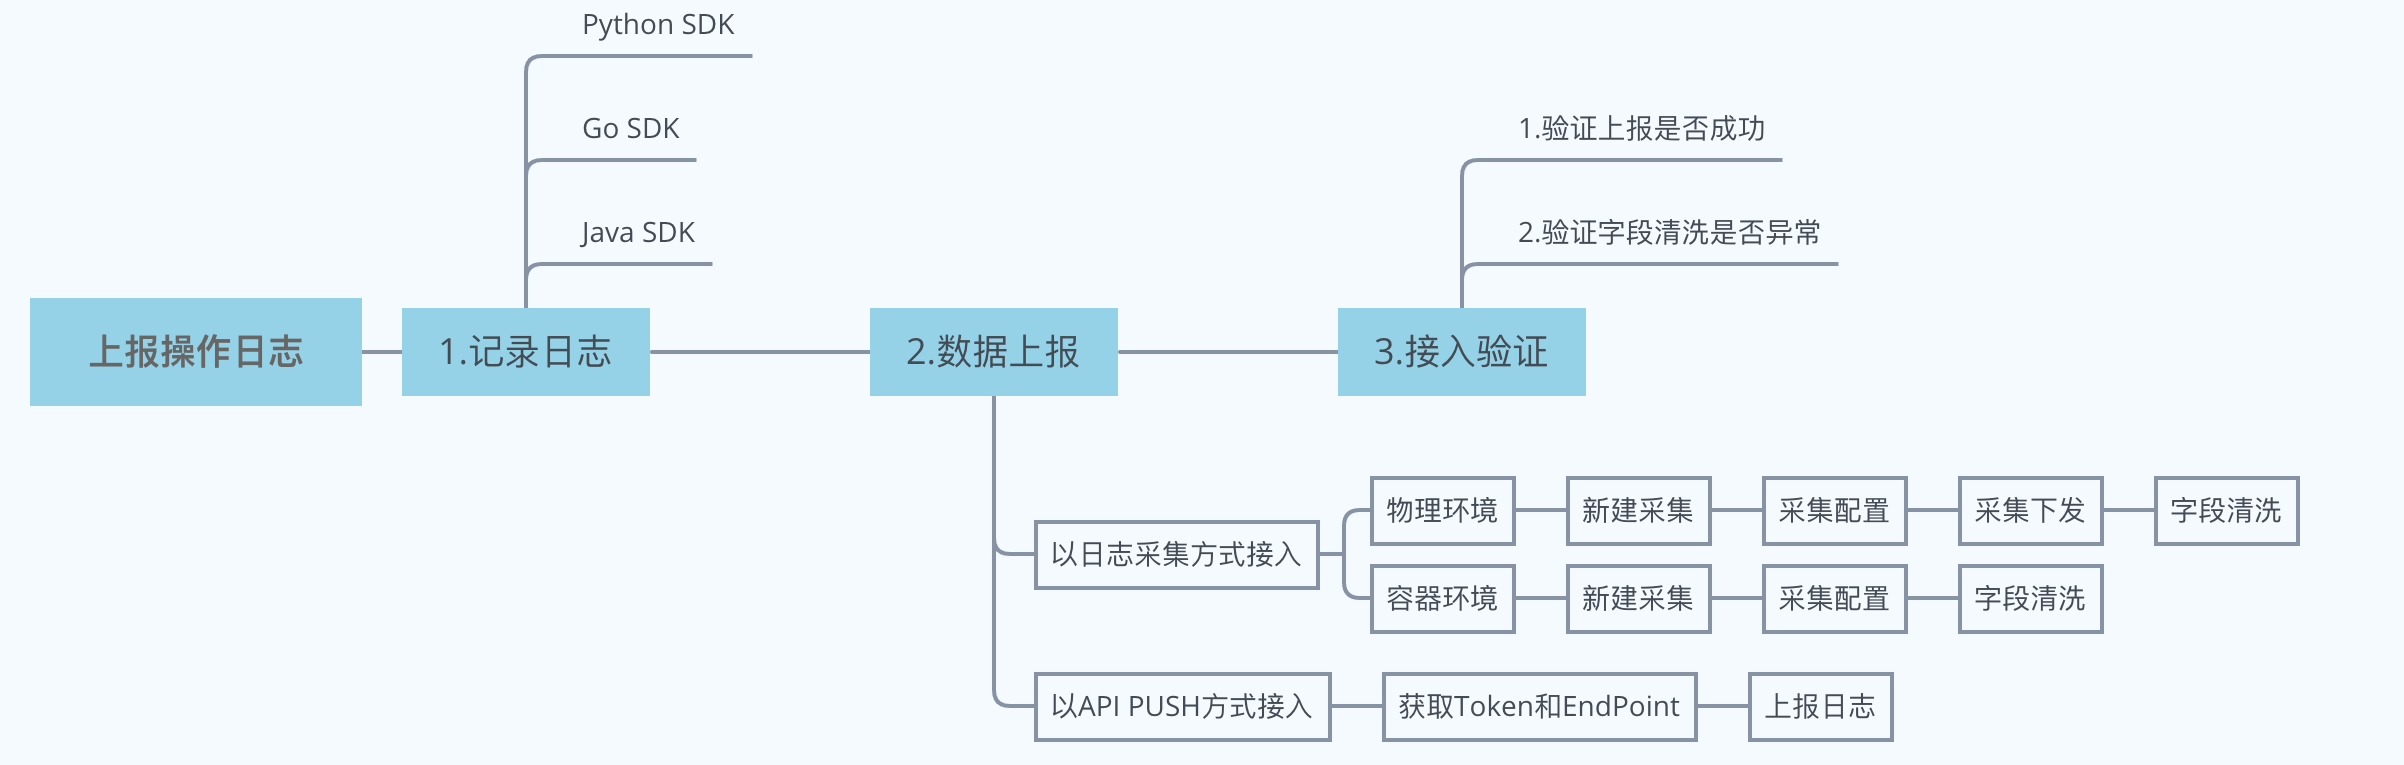 Python SDK
Go SDK
Java SDK
1.验证上报是否成功
2.验证字段清洗是否异常
上报操作日志
1.记录日志
2.数据上报
3.接入验证
以日志采集方式接入
物理环境
新建采集
采集配置
采集下发
字段清洗
容器环境
新建采集
采集配置
字段清洗
以API PUSH方式接入
获取Token和EndPoint
上报日志